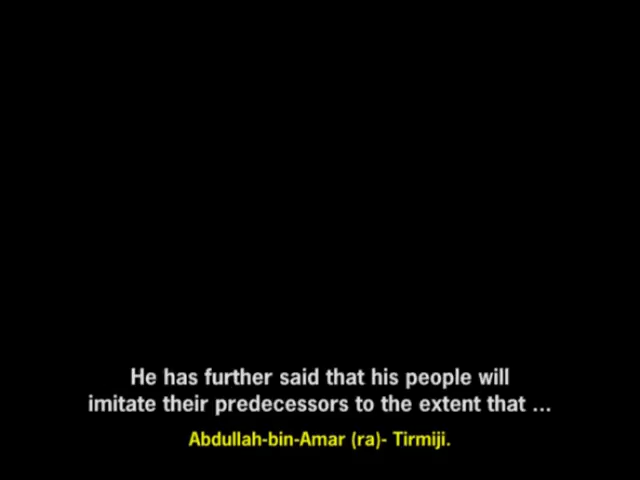 He has further said that his people will
imitate their predecessors to the extent that ...
Abdullah-bin-Amar (ra)- Tirmiji.